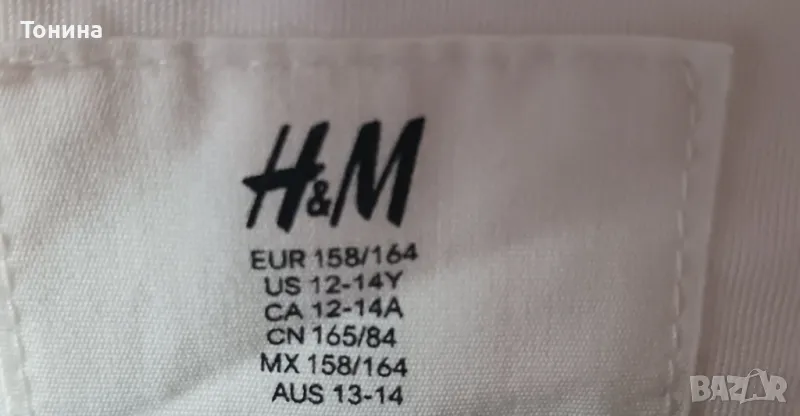 Тонина
H&M
EUR 158/164
US 12-14Y
CA 12-14A
CN 165/84
MX 158/164
AUS 13-14
BAZAR